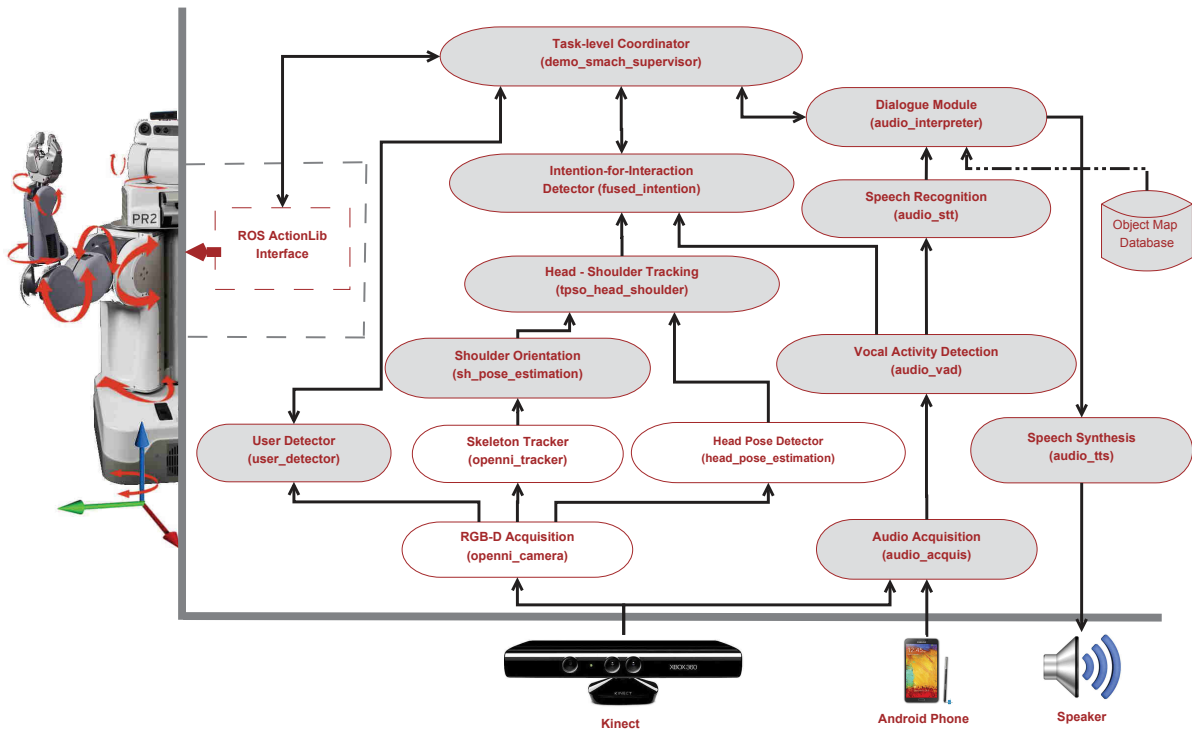 Task-level Coordinator
(demo_smach_supervisor)
Dialogue Module
(audio_interpreter)
Intention-for-Interaction
Detector (fused_intention)
Speech Recognition
(audio_stt)
PR2
ROS ActionLib
Interface
Object Map
Database
Head - Shoulder Tracking
(tpso_head_shoulder)
Shoulder Orientation
(sh_pose_estimation)
Vocal Activity Detection
(audio_vad)
User Detector
(user_detector)
Skeleton Tracker
(openni_tracker)
Head Pose Detector
(head_pose_estimation)
Speech Synthesis
(audio_tts)
RGB-D Acquisition
(openni_camera)
Audio Acquisition
(audio_acquis)
XBOX360
KINECT
12:45
Kinect
Android Phone
Speaker